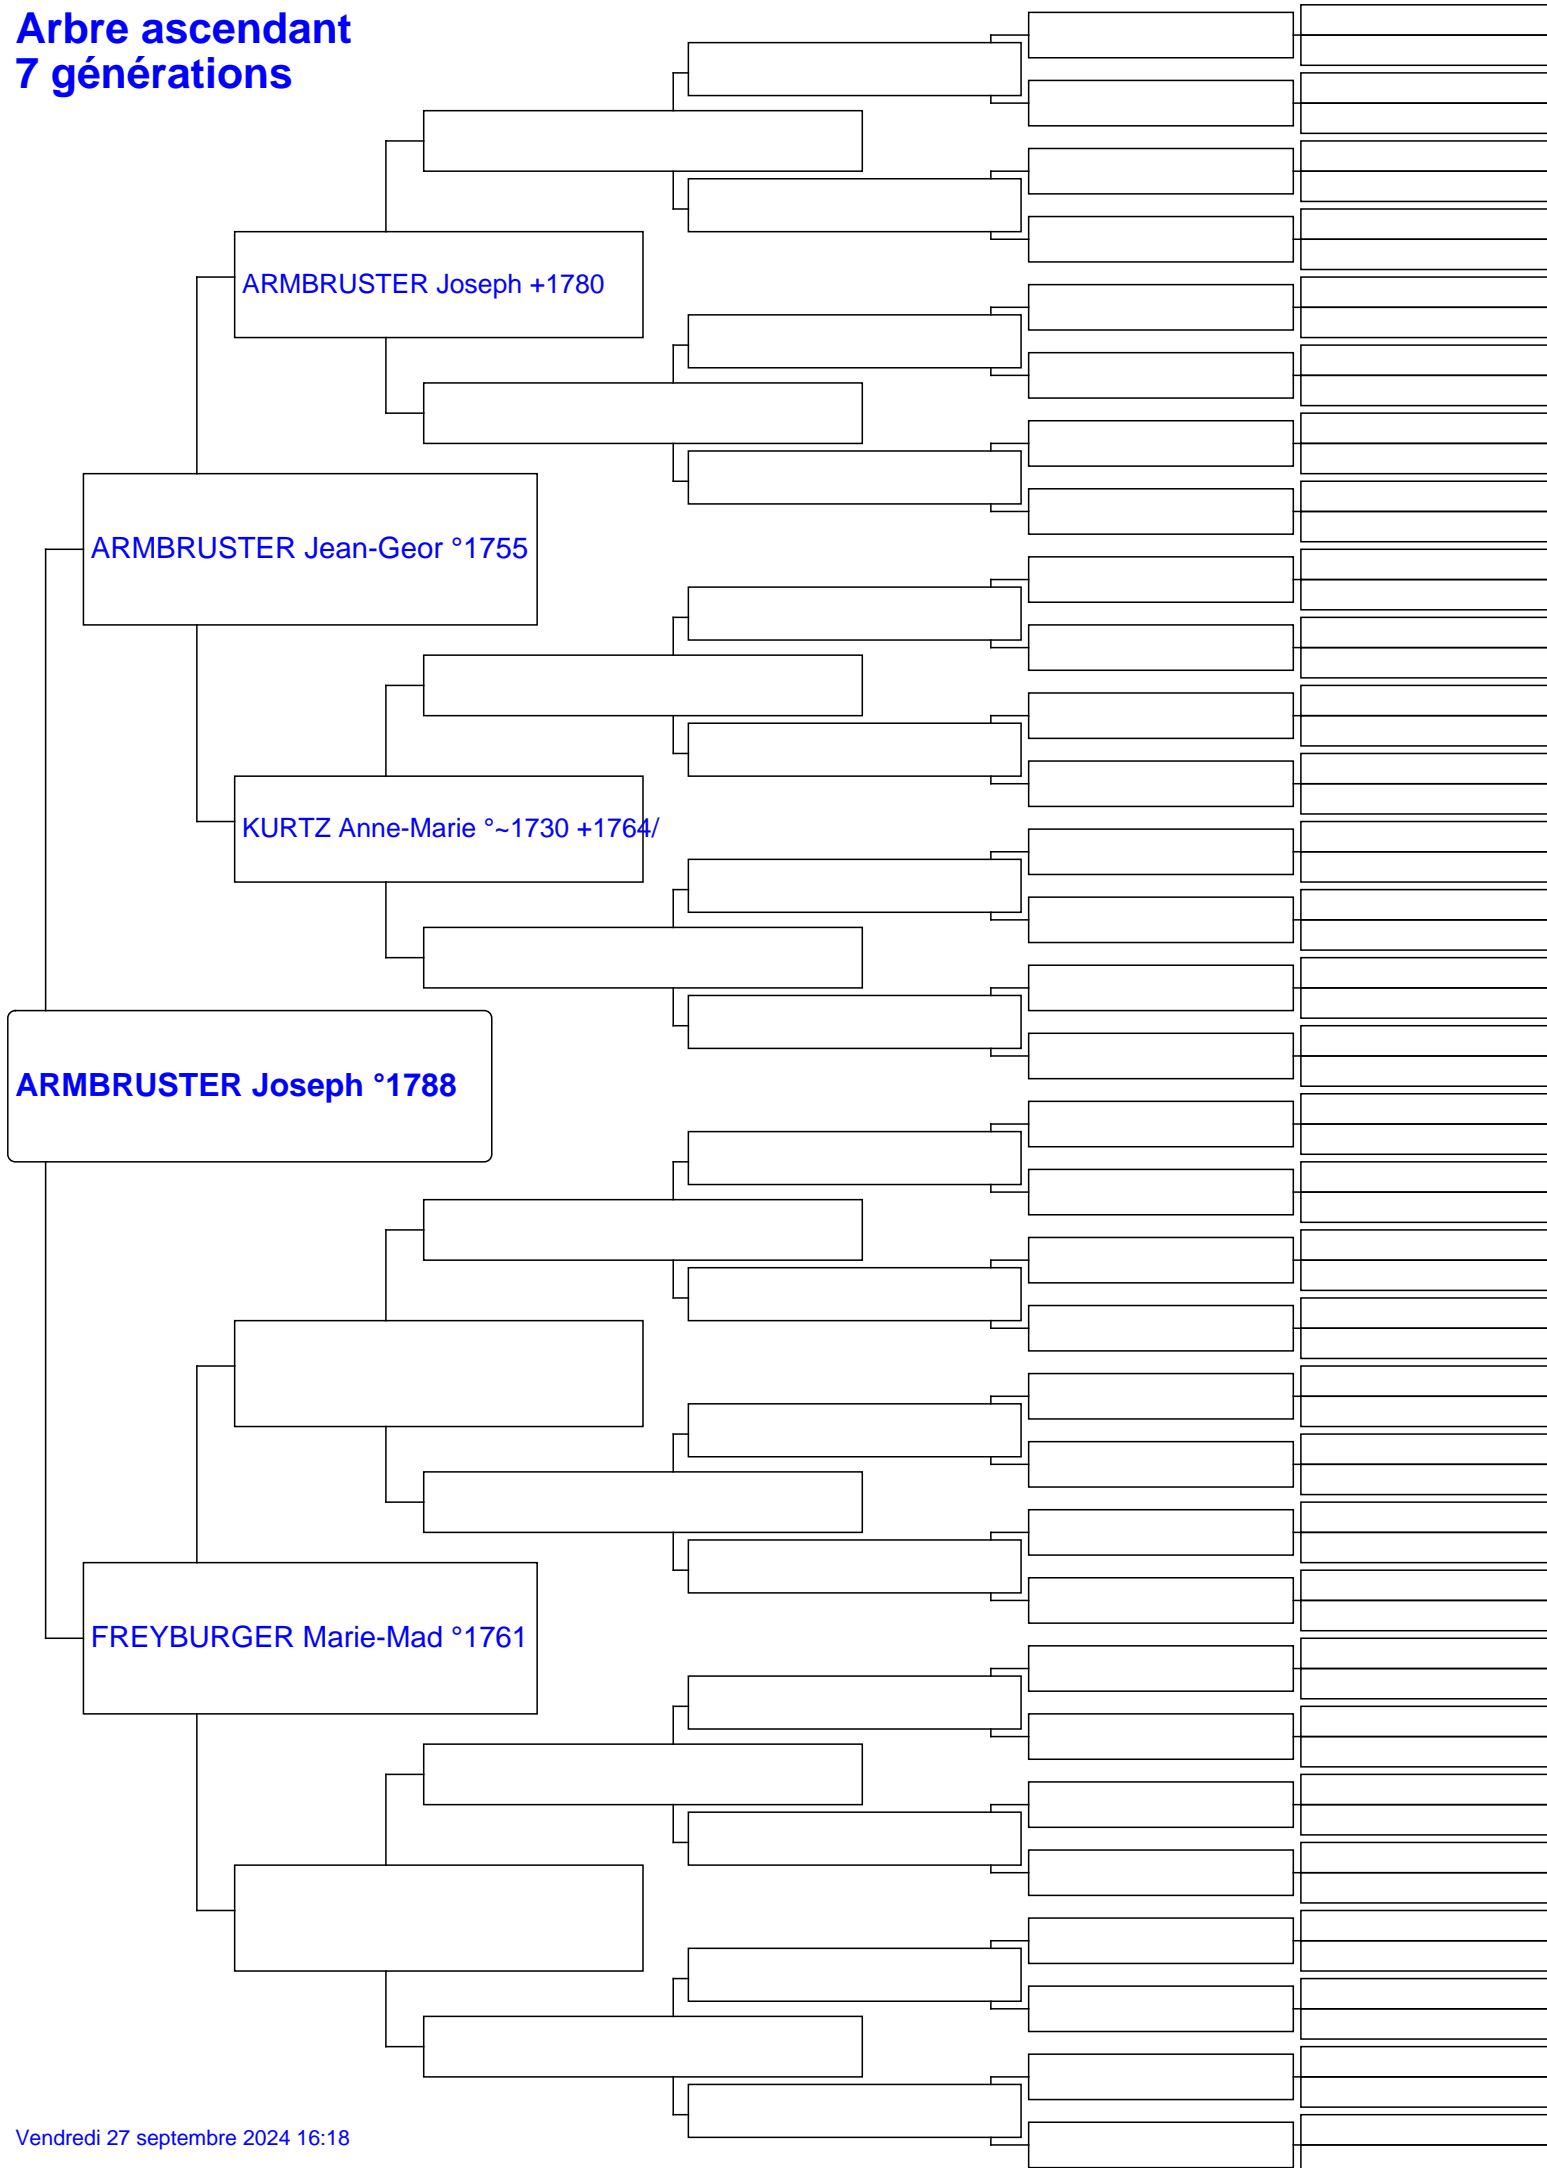 Arbre ascendant
7 générations
ARMBRUSTER Joseph +1780
ARMBRUSTER Jean-Geor °1755
KURTZ Anne-Marie °~1730 +1764/
ARMBRUSTER Joseph °1788
FREYBURGER Marie-Mad °1761
Vendredi 27 septembre 2024 16:18